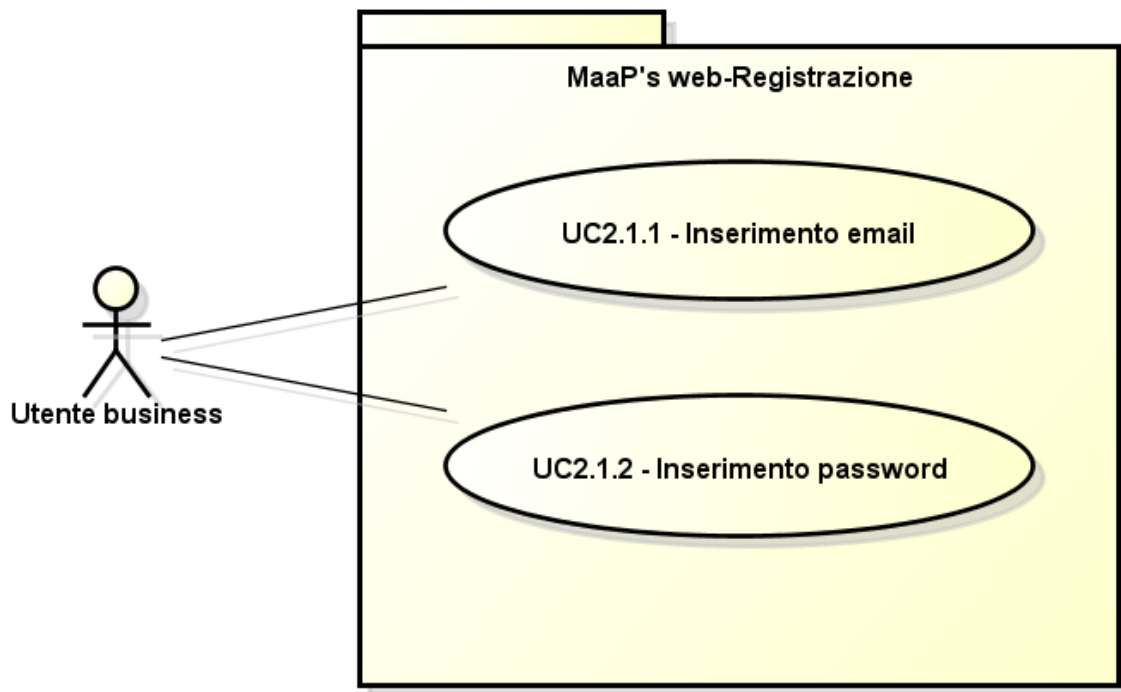 MaaP's web-Registrazione
UC2.1.1 - Inserimento email
Utente business
UC2.1.2 - Inserimento password